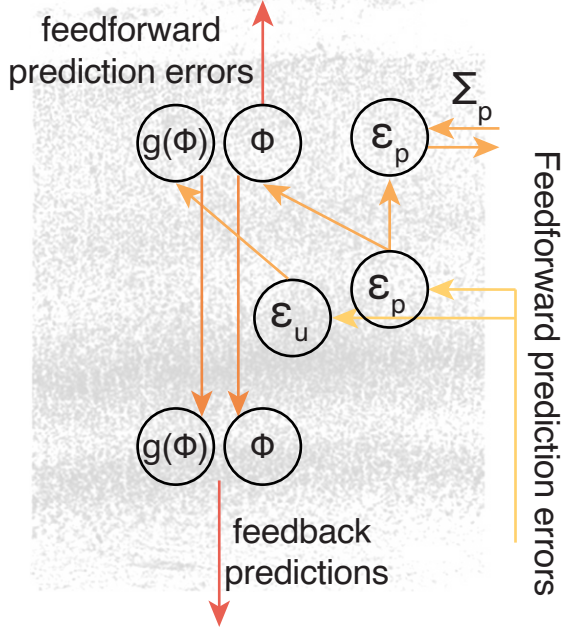 feedforward
prediction errors
Σp
g(Φ)
Φ
εp
εu
εp
Feedforward prediction errors
g(Φ)
Φ
feedback
predictions